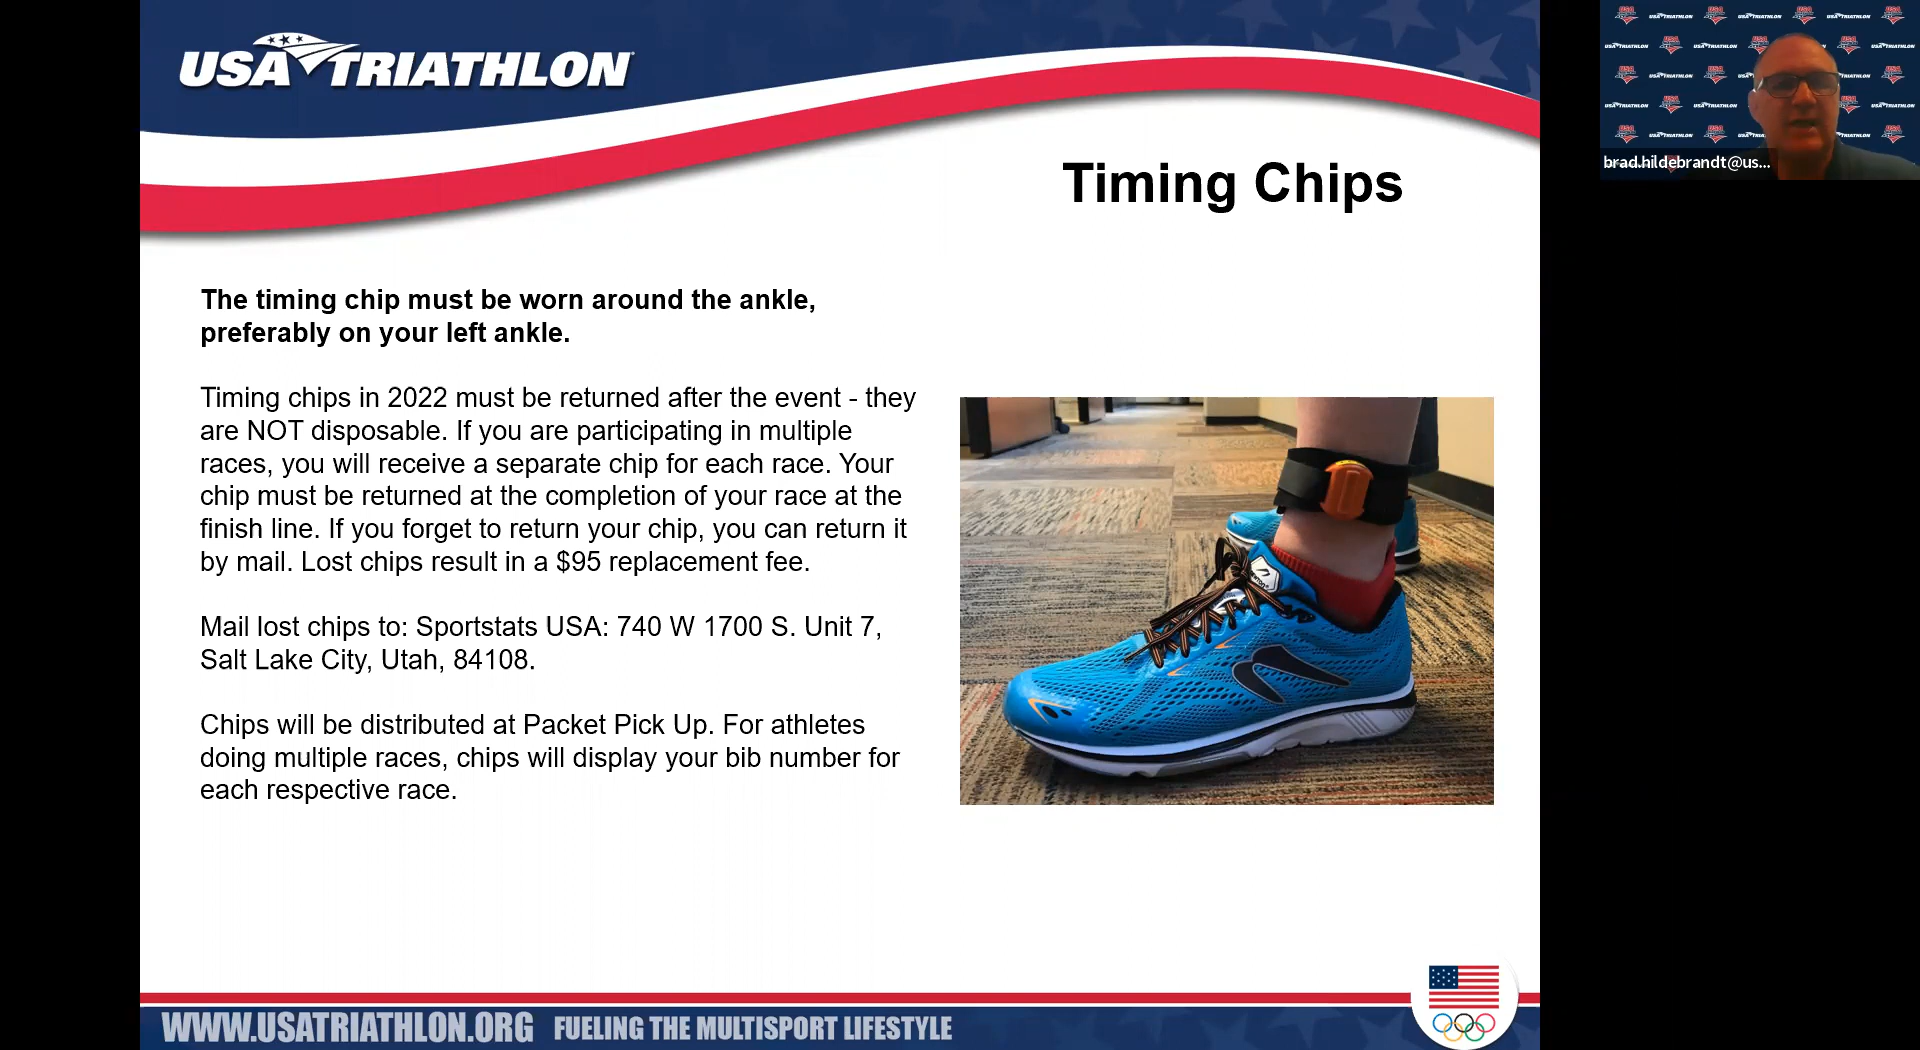 USA TRIATHLON
brad.hildebrandt@us...
Timing Chips
The timing chip must be worn around the ankle,
preferably on your left ankle.
Timing chips in 2022 must be returned after the event - they
are NOT disposable. If you are participating in multiple
races, you will receive a separate chip for each race. Your
chip must be returned at the completion of your race at the
finish line. If you forget to return your chip, you can return it
by mail. Lost chips result in a $95 replacement fee.
Mail lost chips to: Sportstats USA: 740 W 1700 S. Unit 7,
Salt Lake City, Utah, 84108.
Chips will be distributed at Packet Pick Up. For athletes
doing multiple races, chips will display your bib number for
each respective race.
WWW.USATRIATHLON.ORG FUELING THE MULTISPORT LIFESTYLE